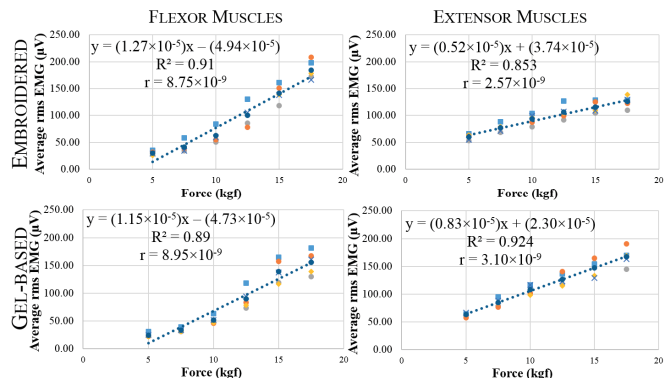 FLEXOR MUSCLES
EXTENSOR MUSCLES
EMBROIDERED
Average rms EMG (µV)
250.00
200.00
150.00
100.00
50.00
0.00
y = (1.27×10⁻⁵)x – (4.94×10⁻⁵)
R² = 0.91
r = 8.75×10⁻⁹
0 5 10 15 20
Force (kgf)
Average rms EMG (µV)
250.00
200.00
150.00
100.00
50.00
0.00
y = (0.52×10⁻⁵)x + (3.74×10⁻⁵)
R² = 0.853
r = 2.57×10⁻⁹
0 5 10 15 20
Force (kgf)
GEL-BASED
Average rms EMG (µV)
250.00
200.00
150.00
100.00
50.00
0.00
y = (1.15×10⁻⁵)x – (4.73×10⁻⁵)
R² = 0.89
r = 8.95×10⁻⁹
0 5 10 15 20
Force (kgf)
Average rms EMG (µV)
250.00
200.00
150.00
100.00
50.00
0.00
y = (0.83×10⁻⁵)x + (2.30×10⁻⁵)
R² = 0.924
r = 3.10×10⁻⁹
0 5 10 15 20
Force (kgf)